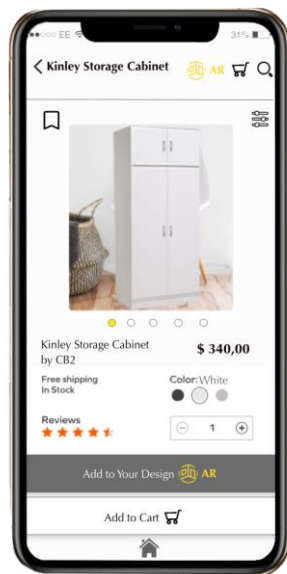 EE 31%
Kinley Storage Cabinet AR
Kinley Storage Cabinet
by CB2
$ 340,00
Free shipping
In Stock
Color: White
Reviews
1
Add to Your Design AR
Add to Cart